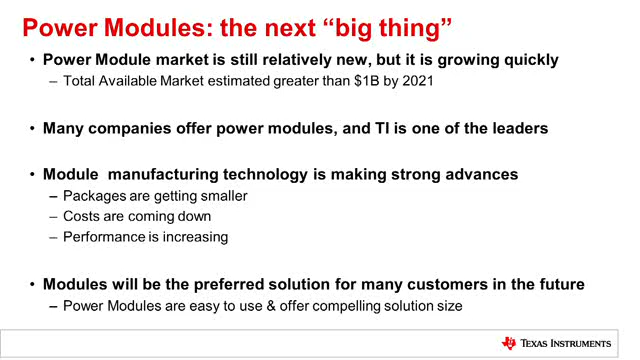 Power Modules: the next “big thing”
• Power Module market is still relatively new, but it is growing quickly
– Total Available Market estimated greater than $1B by 2021
• Many companies offer power modules, and TI is one of the leaders
• Module manufacturing technology is making strong advances
– Packages are getting smaller
– Costs are coming down
– Performance is increasing
• Modules will be the preferred solution for many customers in the future
– Power Modules are easy to use & offer compelling solution size
TEXAS INSTRUMENTS